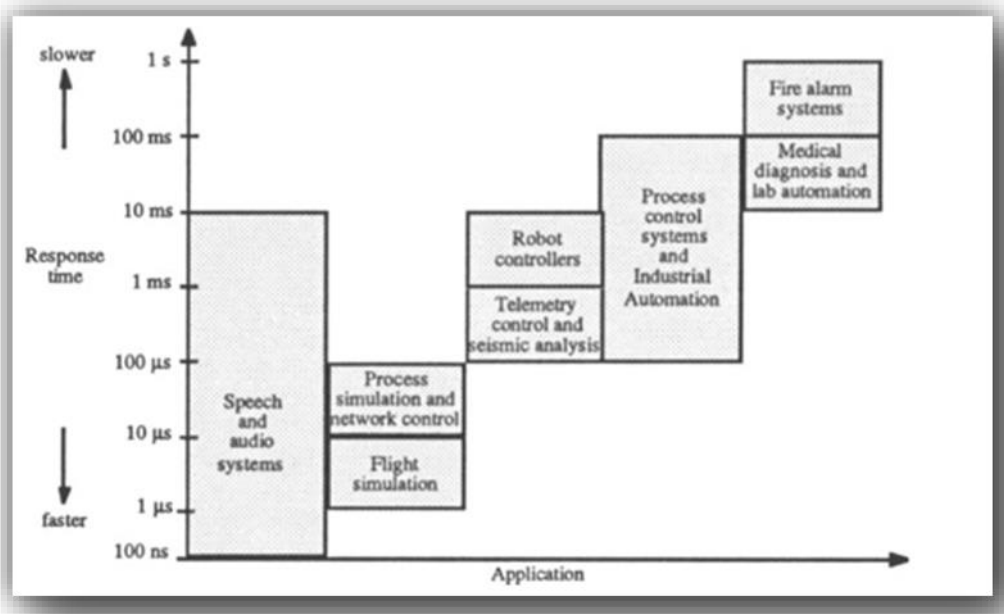 slower
1 s
Fire alarm
systems
100 ms
Medical
diagnosis and
lab automation
Process
control
systems
and
Industrial
Automation
10 ms
Robot
controllers
Response
time
1 ms
Telemetry
control and
seismic analysis
100 µs
Process
simulation and
network control
Speech
and
audio
systems
10 µs
Flight
simulation
1 µs
faster
100 ns
Application